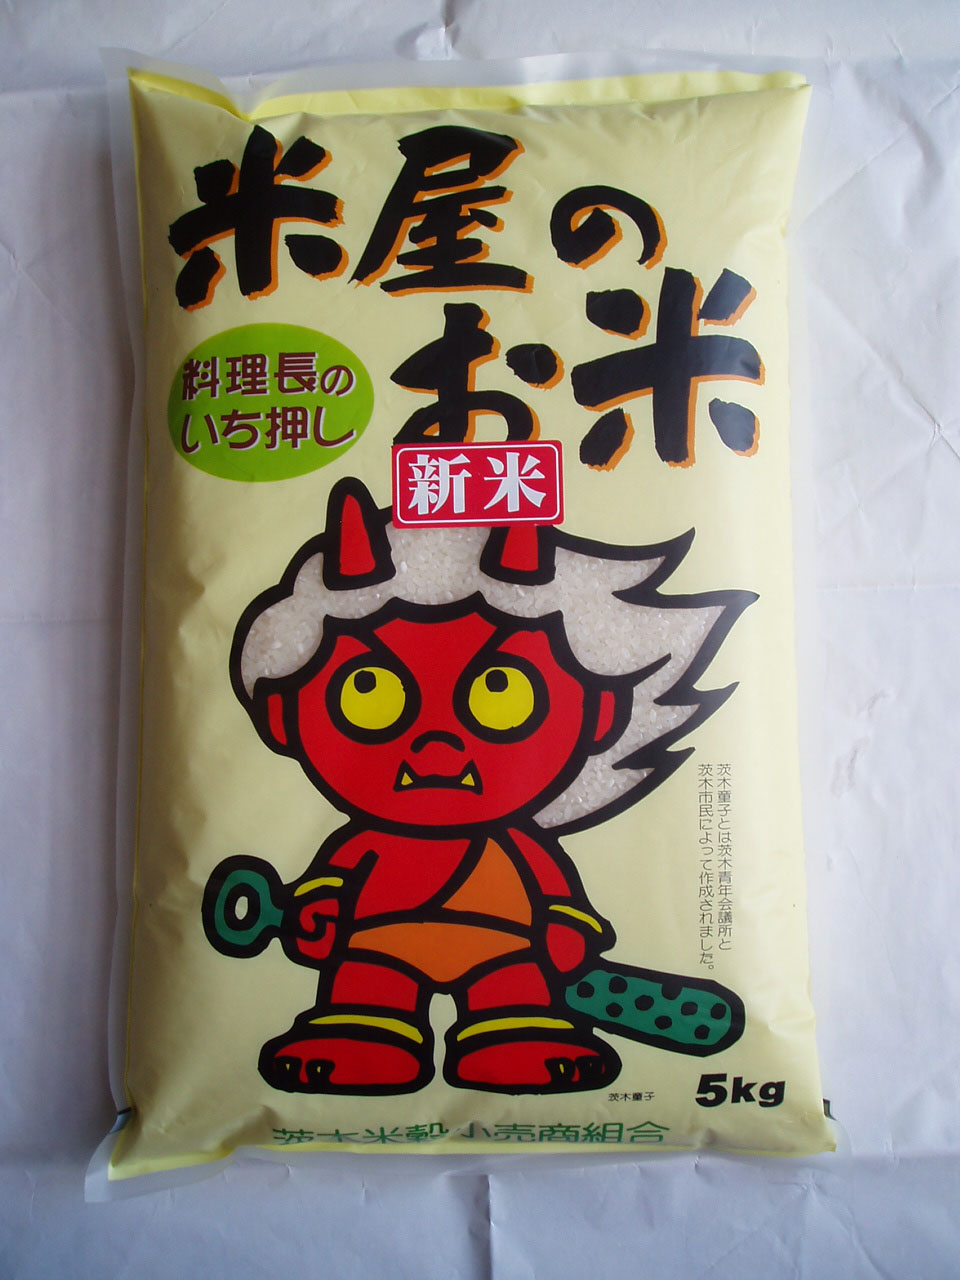 米屋の
お米
料理長の
いち押し
新米
茨木童子とは茨木青年会議所と
茨木市民によって作成されました。
茨木童子
5kg
茨木米穀小売商組合